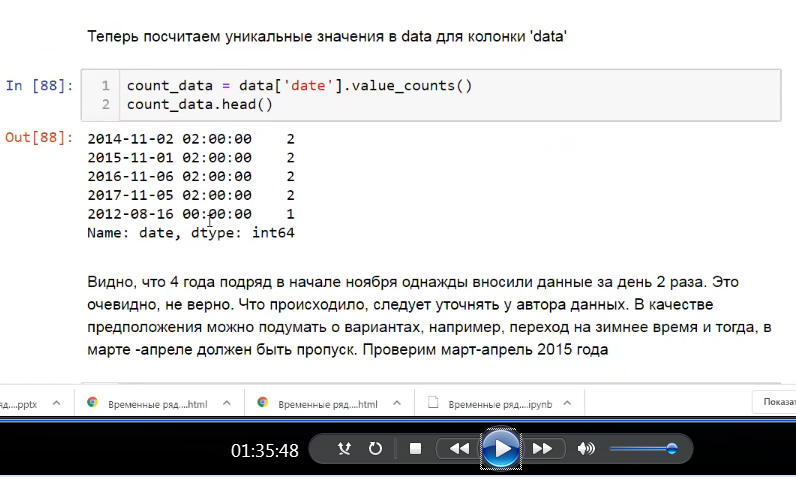 Теперь посчитаем уникальные значения в data для колонки 'data'
In [88]:
1 count_data = data['date'].value_counts()
2 count_data.head()
Out[88]:
2014-11-02 02:00:00 2
2015-11-01 02:00:00 2
2016-11-06 02:00:00 2
2017-11-05 02:00:00 2
2012-08-16 00:00:00 1
Name: date, dtype: int64
Видно, что 4 года подряд в начале ноября однажды вносили данные за день 2 раза. Это
очевидно, не верно. Что происходило, следует уточнять у автора данных. В качестве
предположения можно подумать о вариантах, например, переход на зимнее время и тогда, в
марте -апреле должен быть пропуск. Проверим март-апрель 2015 года
яд....pptx Временные ряд....html Временные ряд....html Временные ряд....ipynb Показат
01:35:48